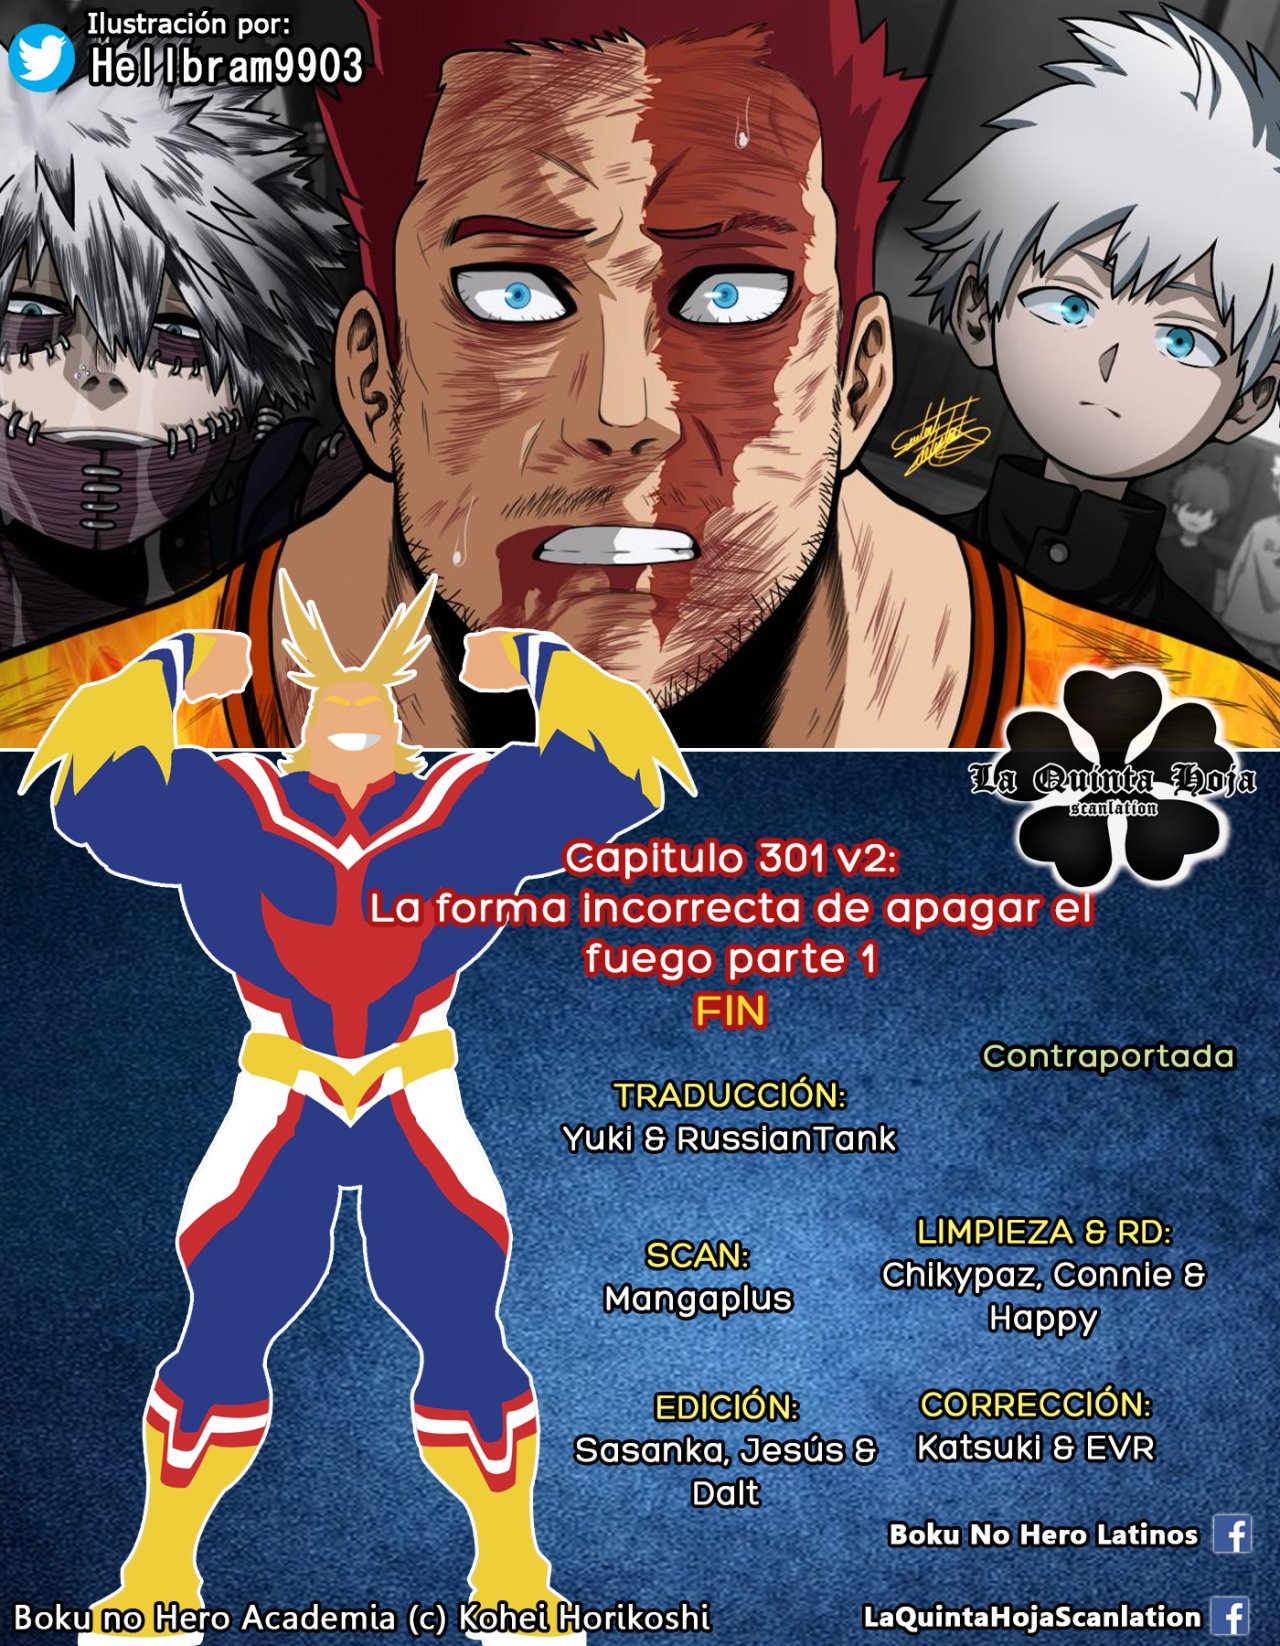 Ilustración por:
Hellbram9903
La Quinta Hoja
scanlation
Capitulo 301 v2:
La forma incorrecta de apagar el
fuego parte 1
FIN
Contraportada
TRADUCCIÓN:
Yuki & RussianTank
SCAN:
Mangaplus
LIMPIEZA & RD:
Chikypaz, Connie &
Happy
EDICIÓN:
Sasanka, Jesús &
Dalt
CORRECCIÓN:
Katsuki & EVR
Boku No Hero Latinos
Boku no Hero Academia (c) Kohei Horikoshi
LaQuintaHojaScanlation